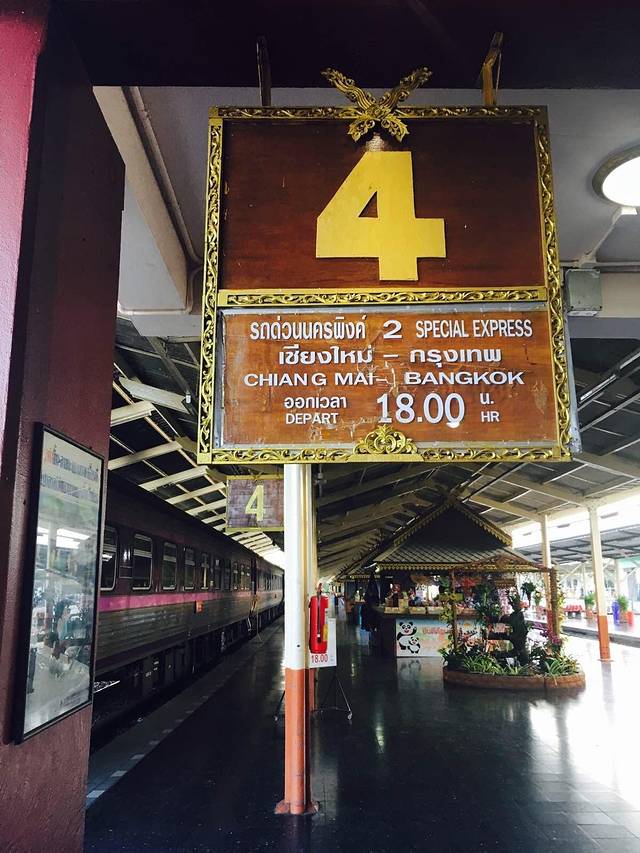 4
รถด่วนนครพิงค์ 2 SPECIAL EXPRESS
เชียงใหม่ – กรุงเทพ
CHIANG MAI – BANGKOK
ออกเวลา 18.00 น.
DEPART HR
4
18.00